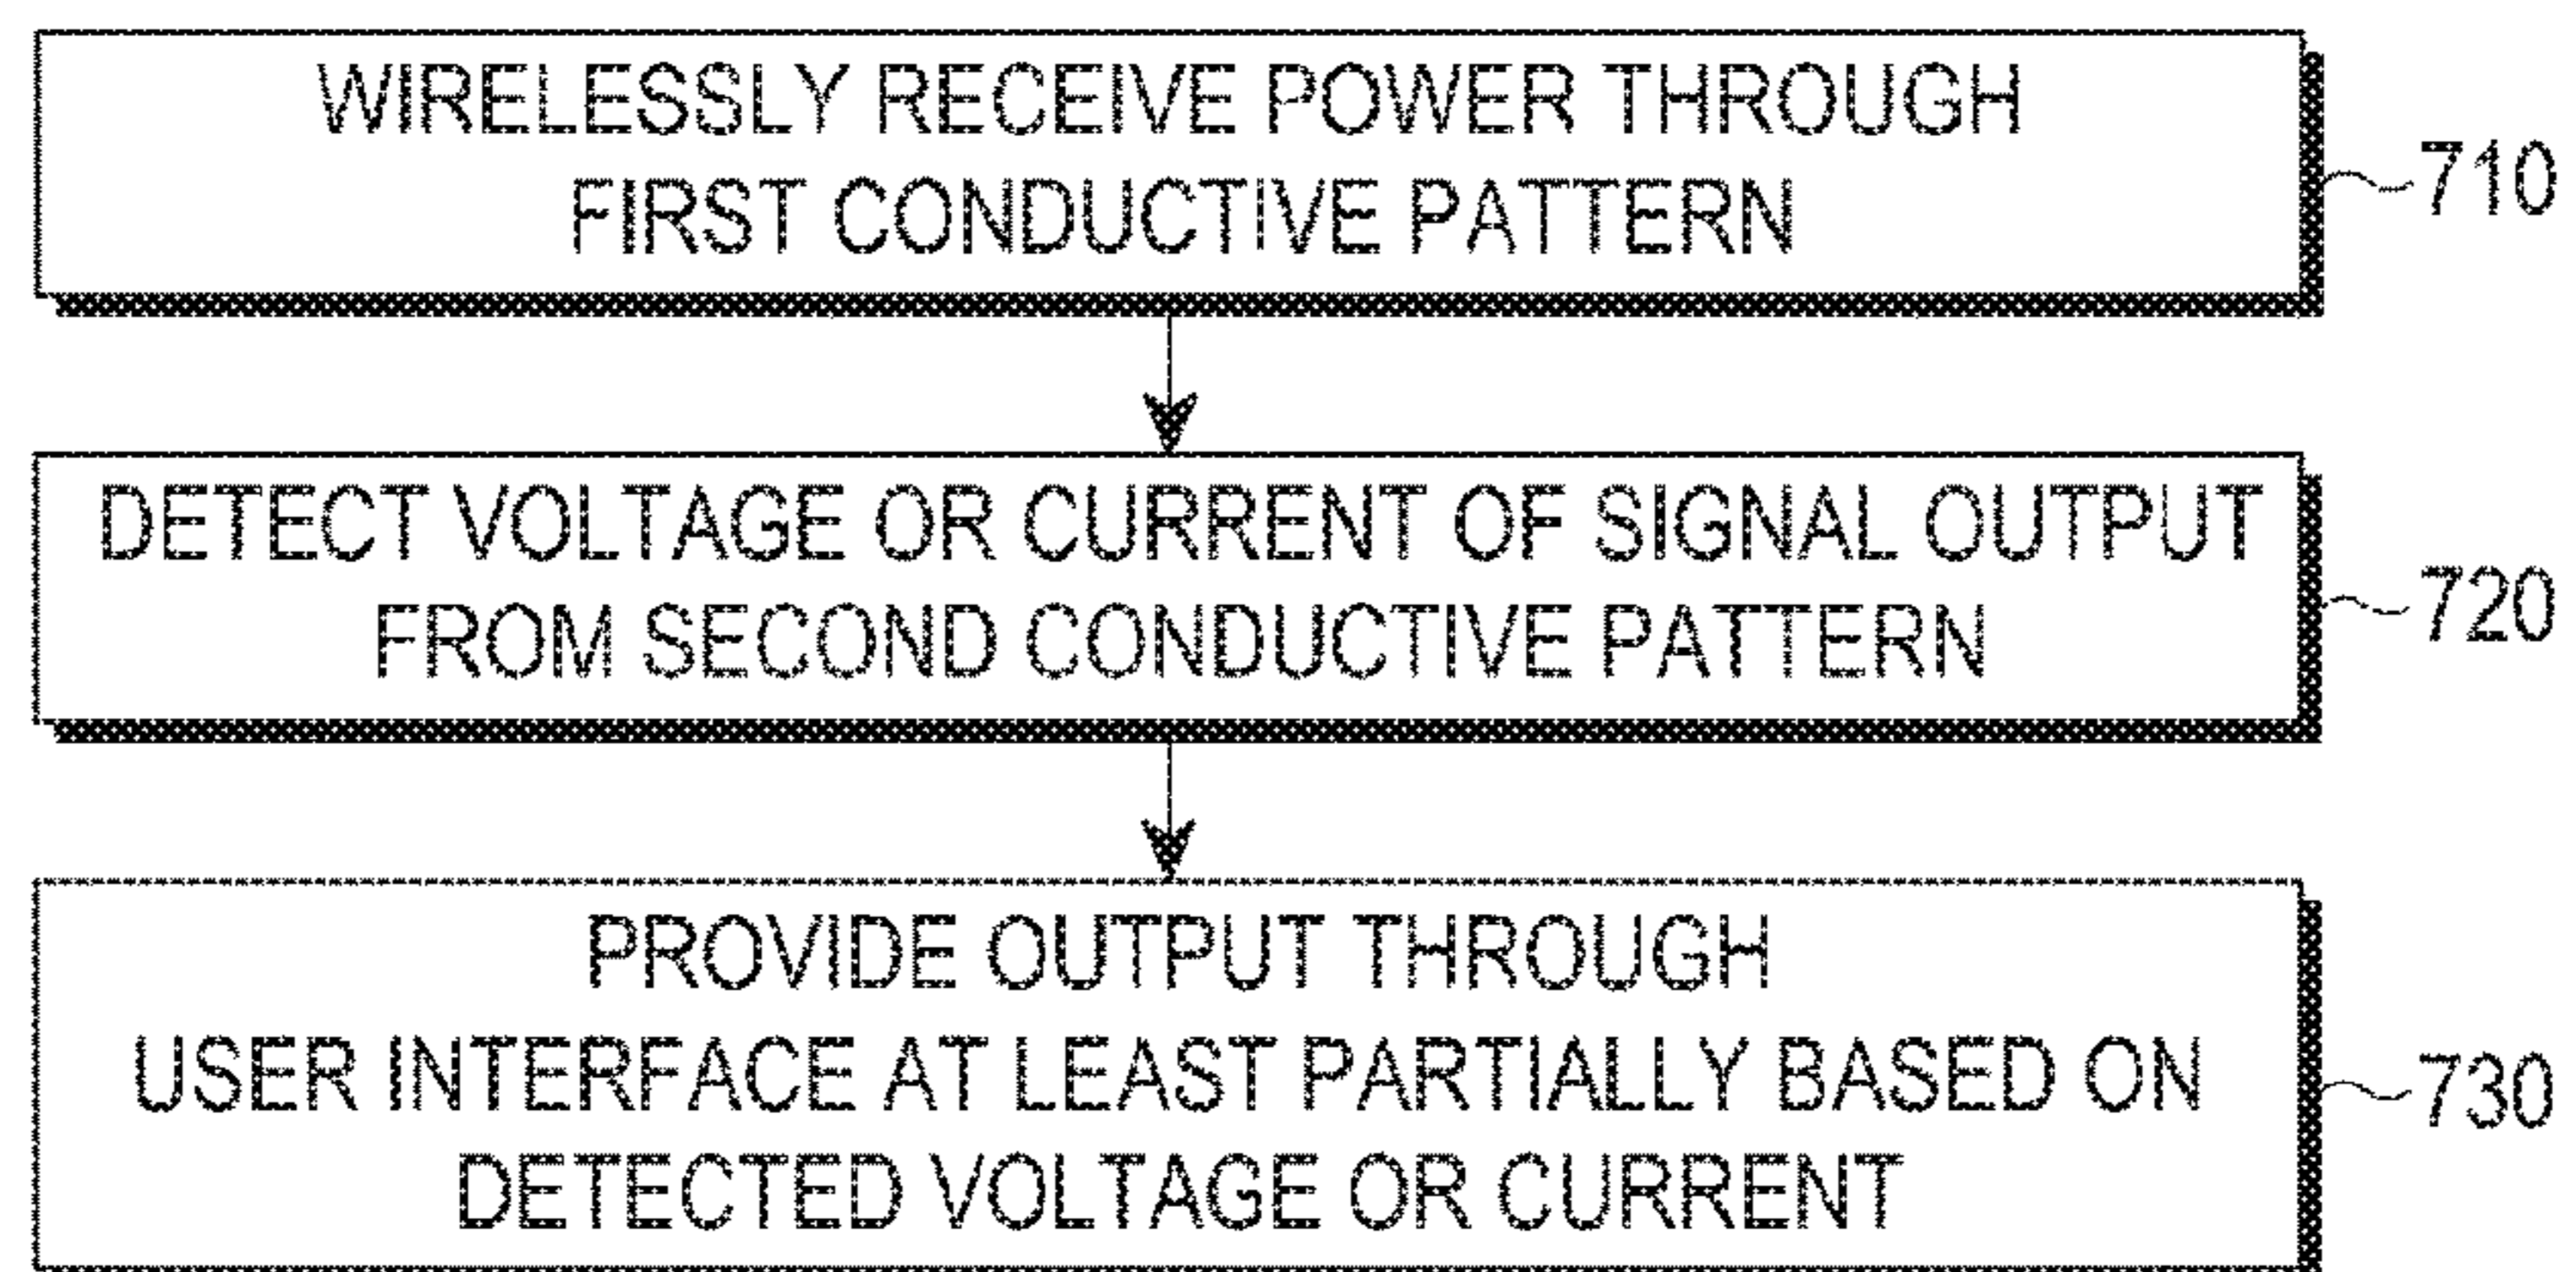 WIRELESSLY RECEIVE POWER THROUGH
FIRST CONDUCTIVE PATTERN
710
DETECT VOLTAGE OR CURRENT OF SIGNAL OUTPUT
FROM SECOND CONDUCTIVE PATTERN
720
PROVIDE OUTPUT THROUGH
USER INTERFACE AT LEAST PARTIALLY BASED ON
DETECTED VOLTAGE OR CURRENT
730